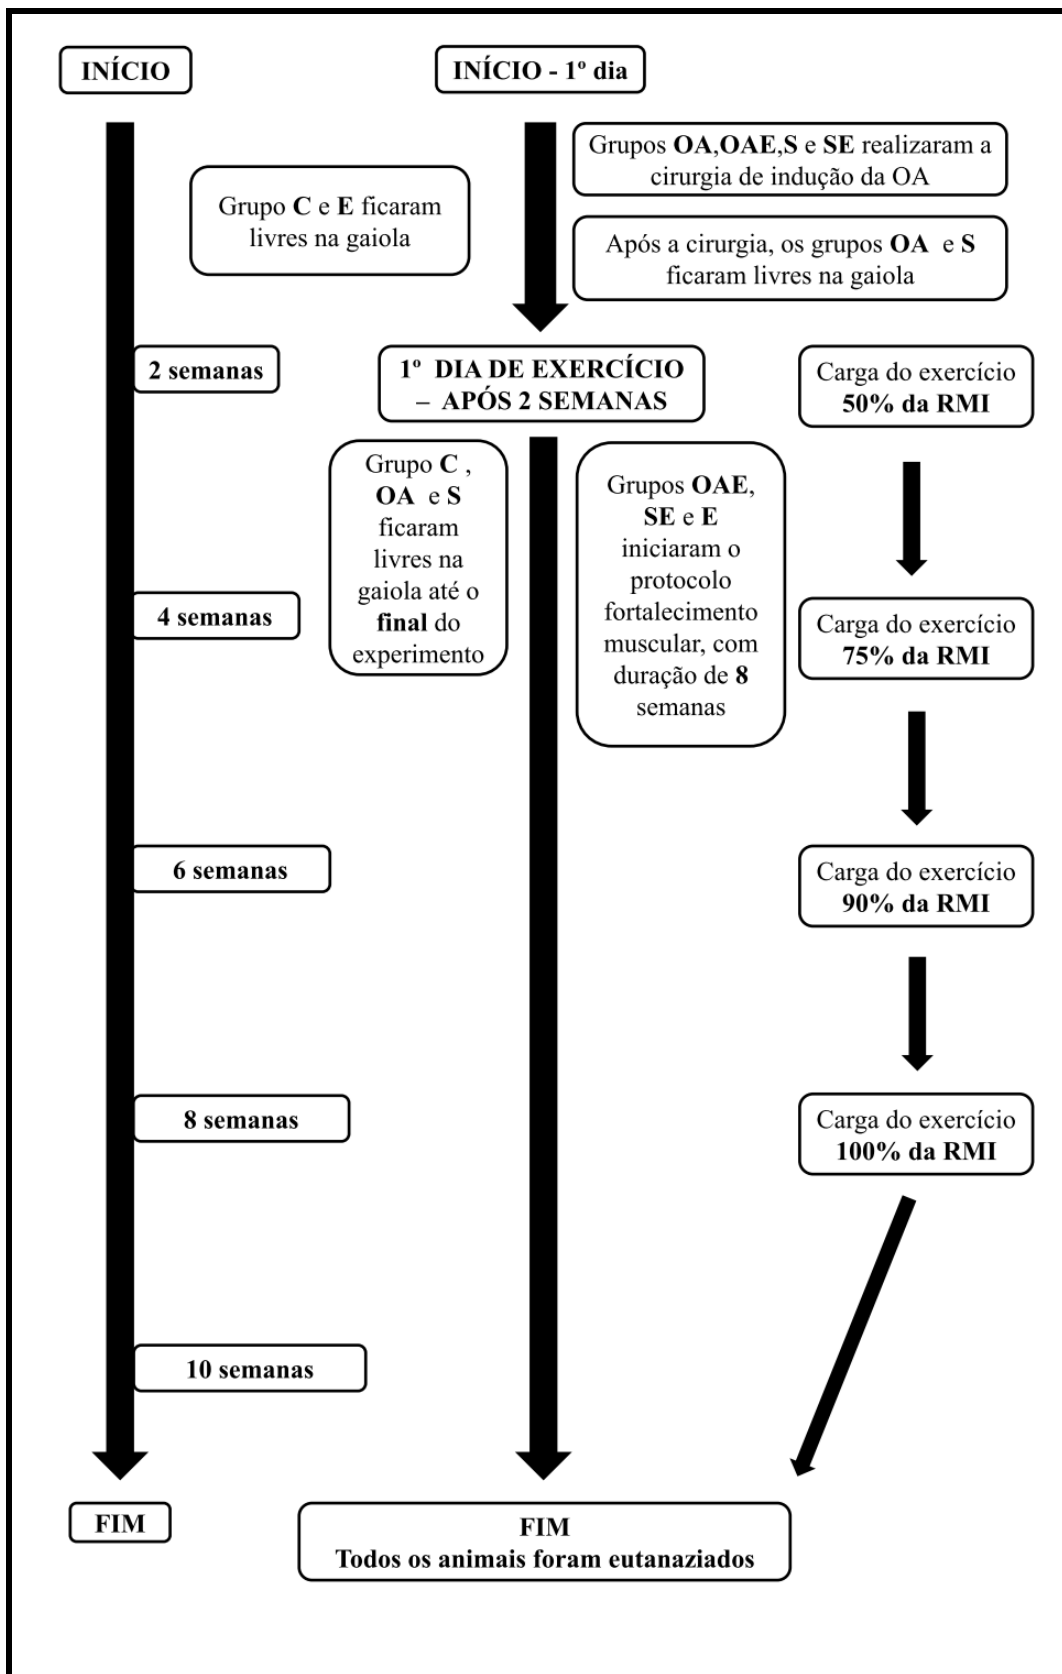 INÍCIO
INÍCIO - 1º dia
Grupos OA,OAE,S e SE realizaram a
cirurgia de indução da OA
Grupo C e E ficaram
livres na gaiola
Após a cirurgia, os grupos OA e S
ficaram livres na gaiola
2 semanas
1º DIA DE EXERCÍCIO
– APÓS 2 SEMANAS
Carga do exercício
50% da RMI
Grupo C ,
OA e S
ficaram
livres na
gaiola até o
final do
experimento
Grupos OAE,
SE e E
iniciaram o
protocolo
fortalecimento
muscular, com
duração de 8
semanas
4 semanas
Carga do exercício
75% da RMI
6 semanas
Carga do exercício
90% da RMI
8 semanas
Carga do exercício
100% da RMI
10 semanas
FIM
FIM
Todos os animais foram eutanaziados